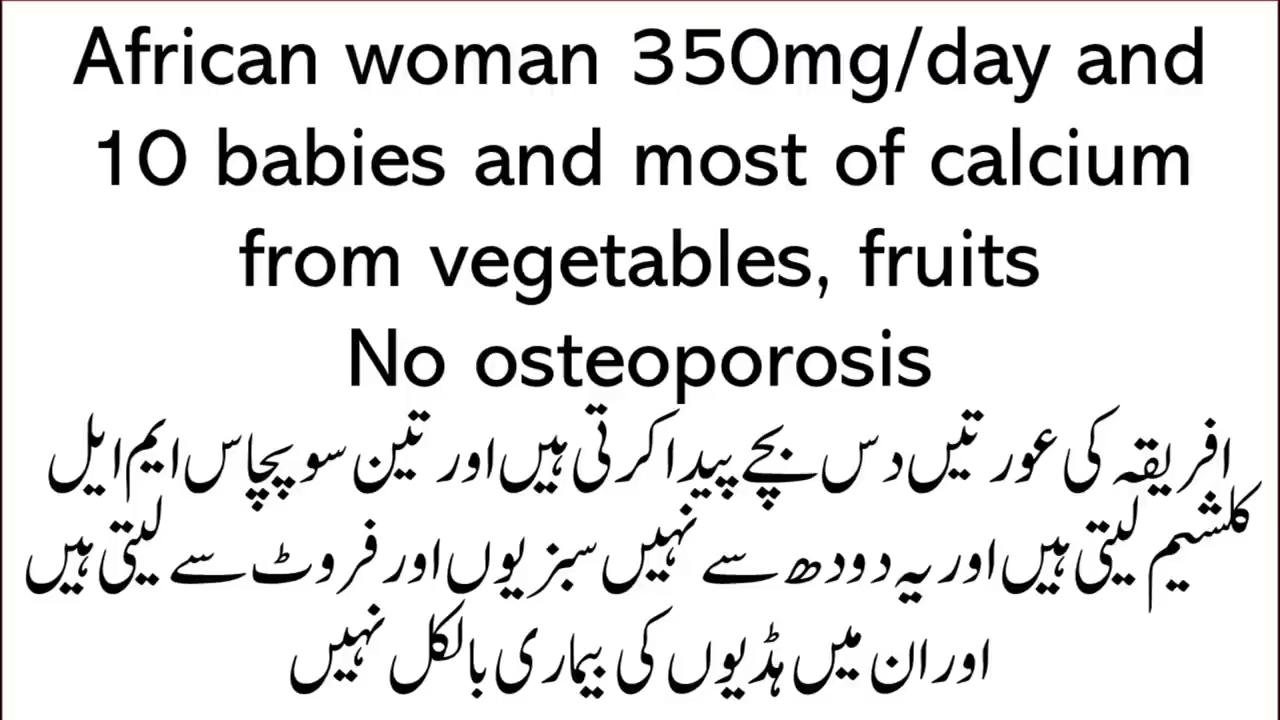 African woman 350mg/day and
10 babies and most of calcium
from vegetables, fruits
No osteoporosis
افریقہ کی عورتیں دس بچے پیدا کرتی ہیں اور تین سو پچاس ایم ایل
کلشیم لیتی ہیں اور یہ دودھ سے نہیں سبزیوں اور فروٹ سے لیتی ہیں
اور ان میں ہڈیوں کی بیماری بالکل نہیں